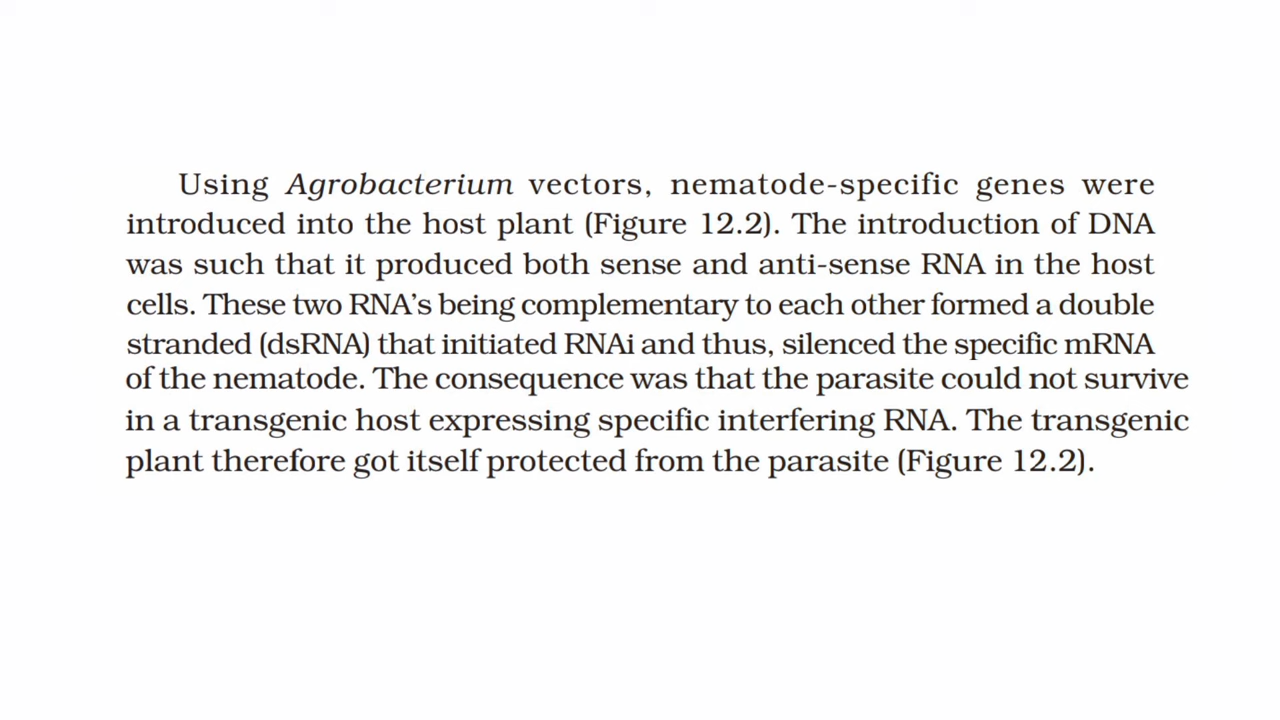 Using Agrobacterium vectors, nematode-specific genes were
introduced into the host plant (Figure 12.2). The introduction of DNA
was such that it produced both sense and anti-sense RNA in the host
cells. These two RNA’s being complementary to each other formed a double
stranded (dsRNA) that initiated RNAi and thus, silenced the specific mRNA
of the nematode. The consequence was that the parasite could not survive
in a transgenic host expressing specific interfering RNA. The transgenic
plant therefore got itself protected from the parasite (Figure 12.2).